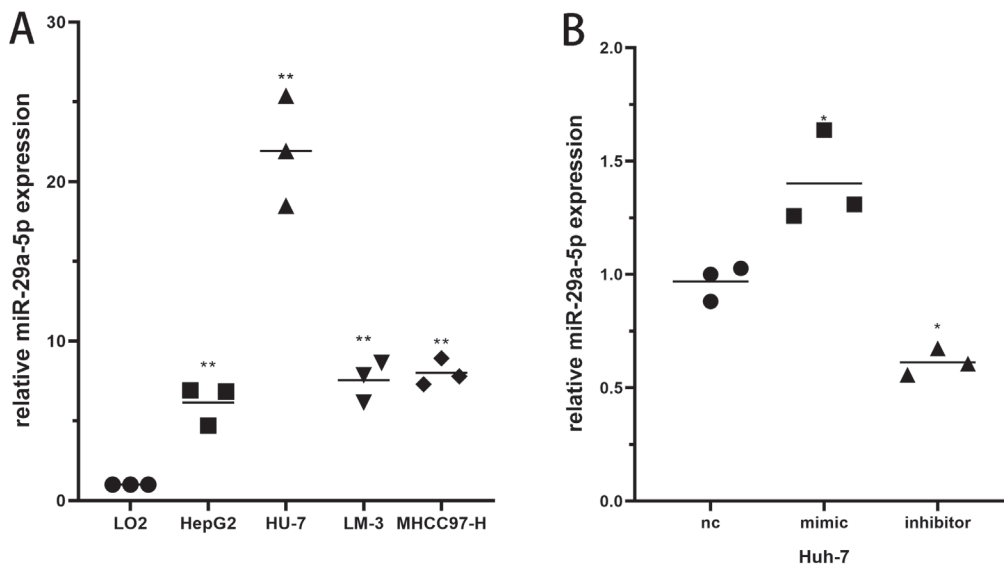 A
relative miR-29a-5p expression
30
20
10
0
**
**
**
**
LO2 HepG2 HU-7 LM-3 MHCC97-H
B
relative miR-29a-5p expression
2.0
1.5
1.0
0.5
0.0
*
*
nc mimic inhibitor
Huh-7